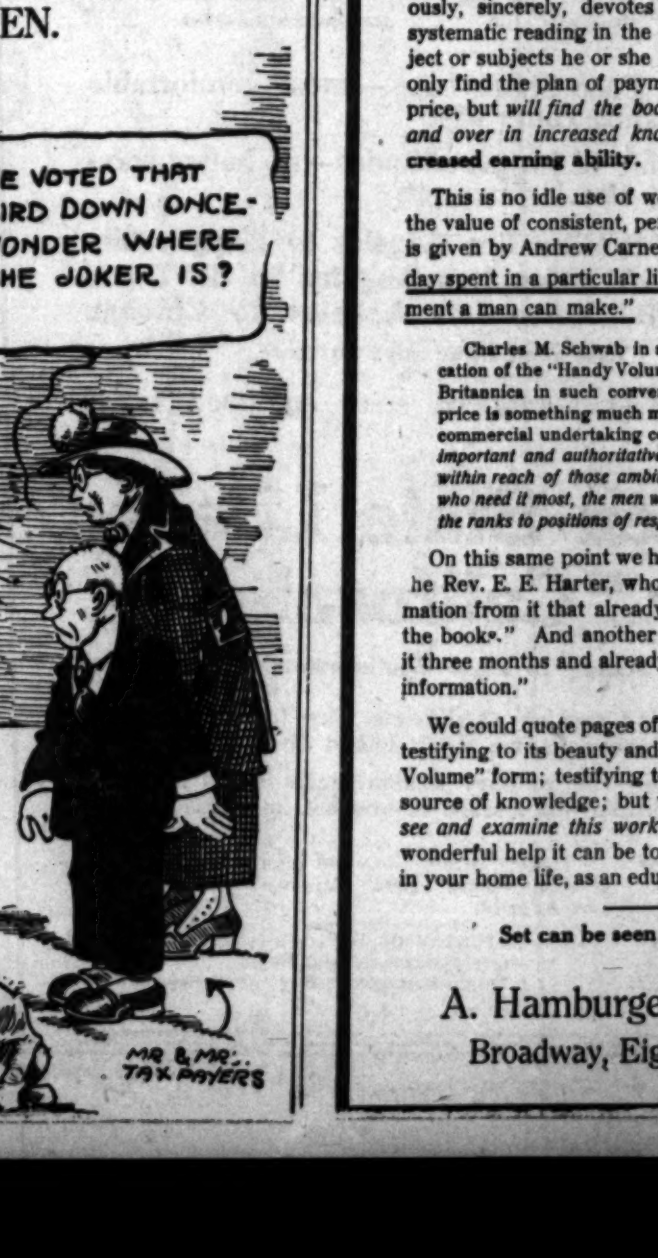 EN.
E VOTED THAT
IRD DOWN ONCE-
ONDER WHERE
HE JOKER IS?
MR & MRS.
TAX PAYERS
ously, sincerely, devotes
systematic reading in the
ject or subjects he or she
only find the plan of paym
price, but will find the boo
and over in increased kno
creased earning ability.
This is no idle use of w
the value of consistent, pe
is given by Andrew Carne
day spent in a particular li
ment a man can make."
Charles M. Schwab in
cation of the "Handy Volu
Britannica in such conve
price is something much m
commercial undertaking c
important and authoritativ
within reach of those ambi
who need it most, the men w
the ranks to positions of res
On this same point we h
he Rev. E. E. Harter, who
mation from it that already
the books." And another
it three months and already
information."
We could quote pages of
testifying to its beauty and
Volume" form; testifying t
source of knowledge; but
see and examine this work
wonderful help it can be to
in your home life, as an edu
Set can be seen
A. Hamburge
Broadway, Eig